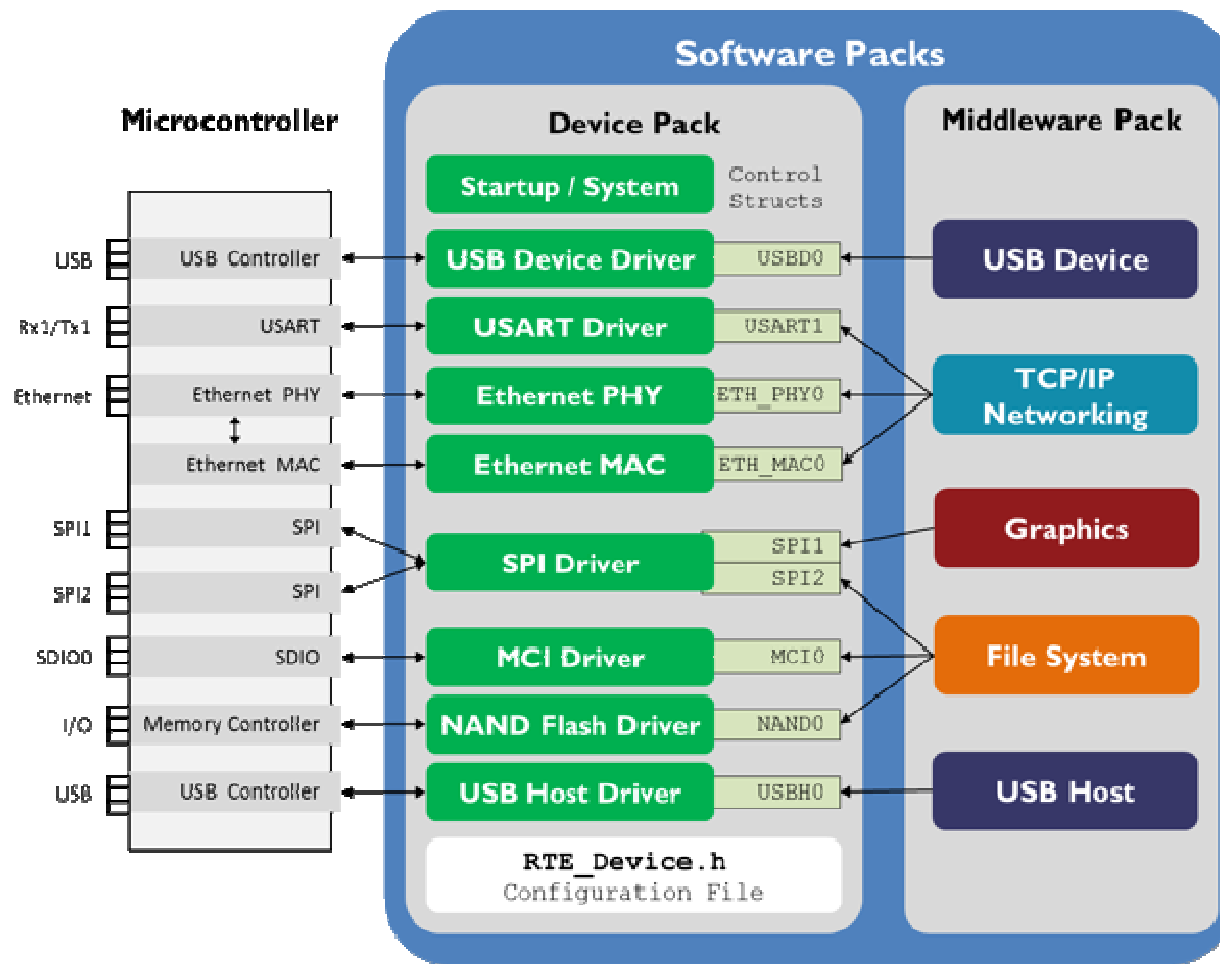 Software Packs
Microcontroller
Device Pack
Middleware Pack
Startup / System
Control
Structs
USB
USB Controller
USB Device Driver
USBD0
USB Device
Rx1/Tx1
USART
USART Driver
USART1
Ethernet
Ethernet PHY
Ethernet PHY
ETH_PHY0
TCP/IP
Networking
Ethernet MAC
Ethernet MAC
ETH_MAC0
SPI1
SPI
SPI Driver
SPI1
Graphics
SPI2
SPI
SPI2
SDIO0
SDIO
MCI Driver
MCI0
File System
I/O
Memory Controller
NAND Flash Driver
NAND0
USB
USB Controller
USB Host Driver
USBH0
USB Host
RTE_Device.h
Configuration File